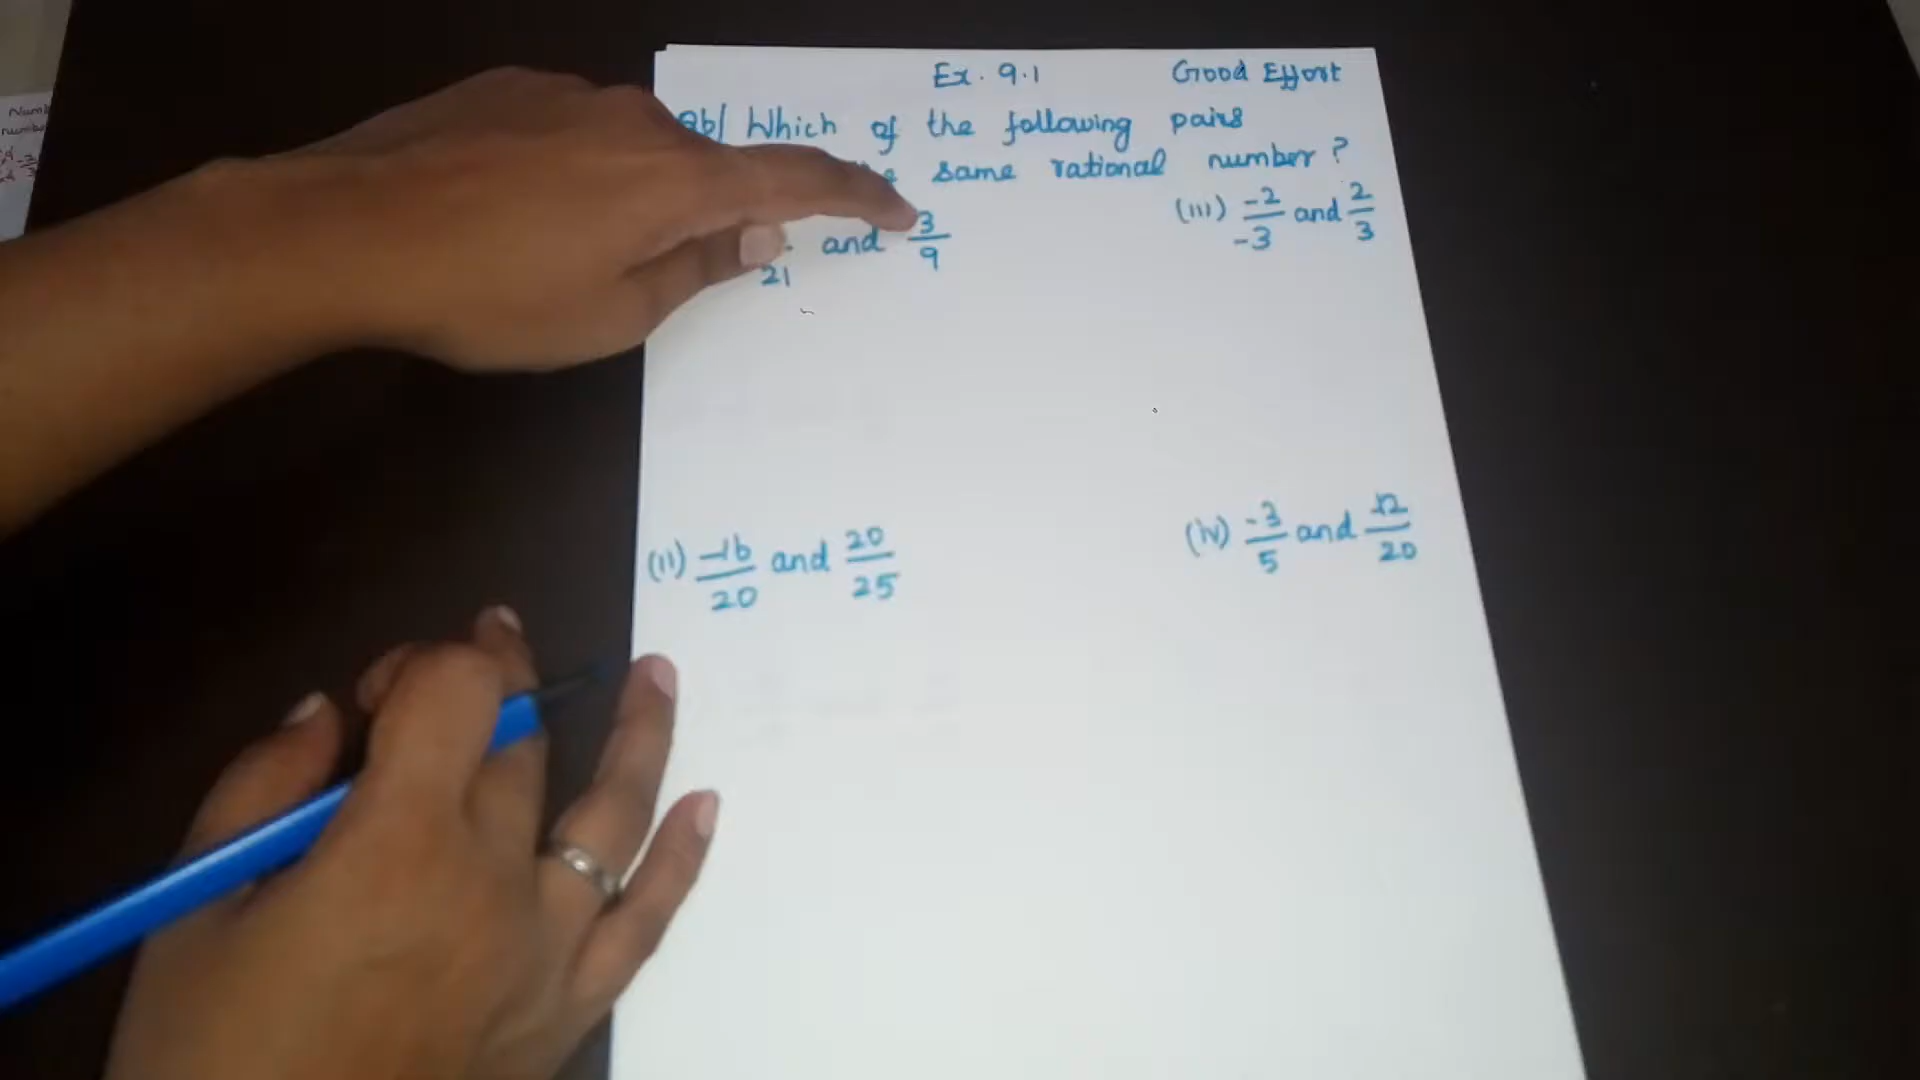 Ex. 9.1 Good Effort
Q6/ Which of the following pairs
same rational number?
21 and 3/9
(iii) -2/-3 and 2/3
(ii) -16/20 and 20/25
(iv) -3/5 and -12/20